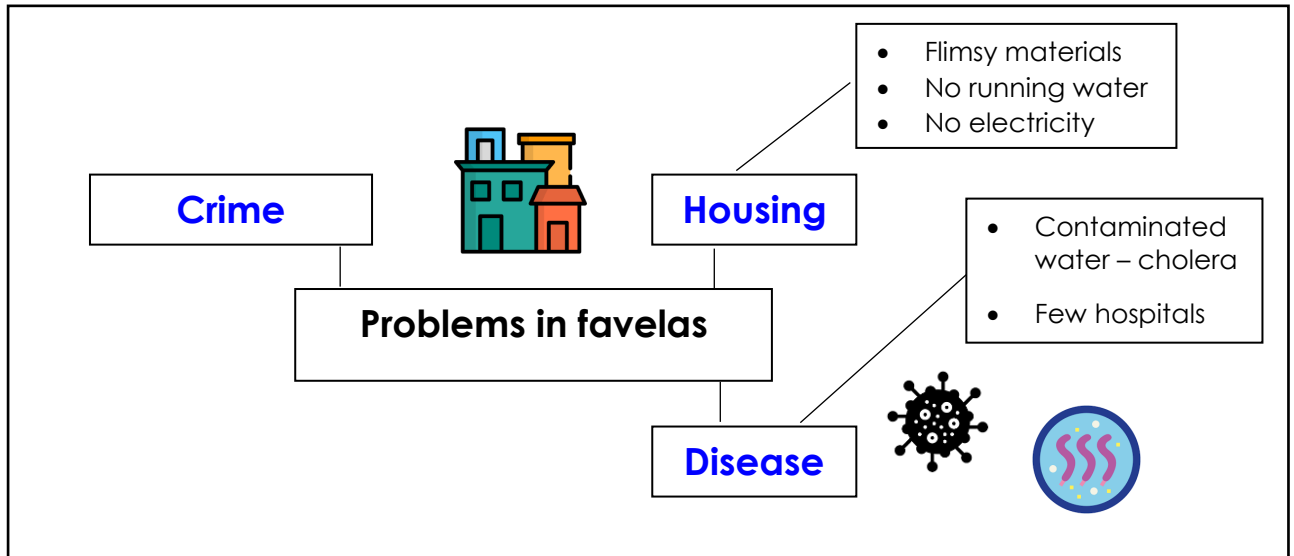 • Flimsy materials
• No running water
• No electricity
Crime
Housing
• Contaminated
water – cholera
• Few hospitals
Problems in favelas
Disease